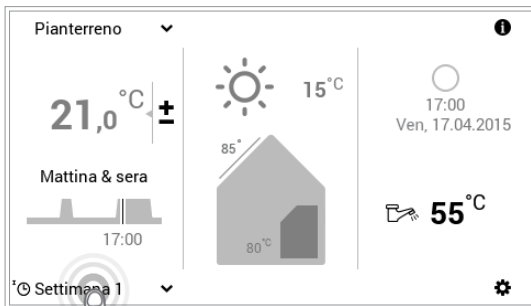 Pianterreno
21,0 °C
±
Mattina & sera
17:00
Settimana 1
15°C
85°
80°C
i
17:00
Ven, 17.04.2015
55°C